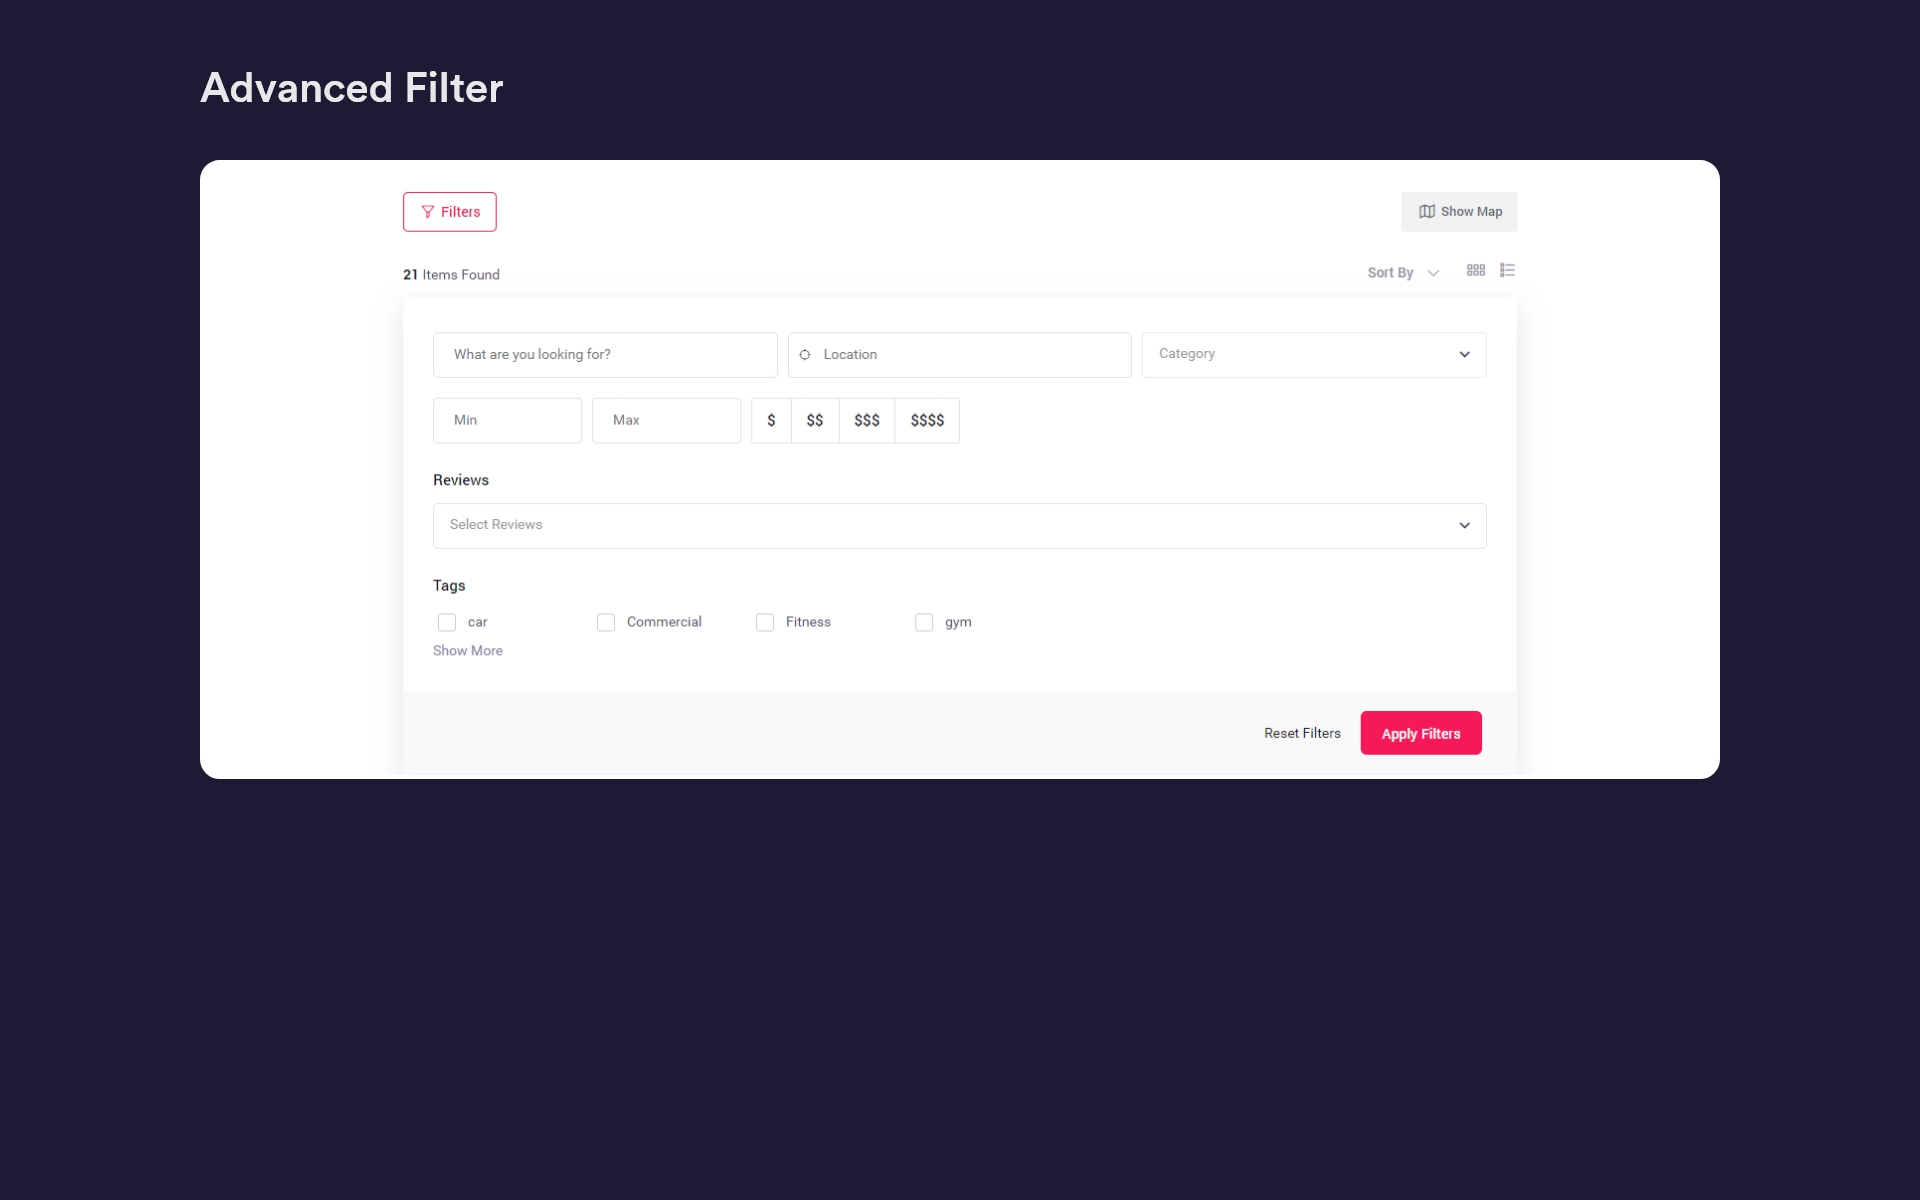 Advanced Filter
Filters
Show Map
21 Items Found
Sort By
What are you looking for?
Location
Category
Min
Max
$
$$
$$$
$$$$
Reviews
Select Reviews
Tags
car
Commercial
Fitness
gym
Show More
Reset Filters
Apply Filters